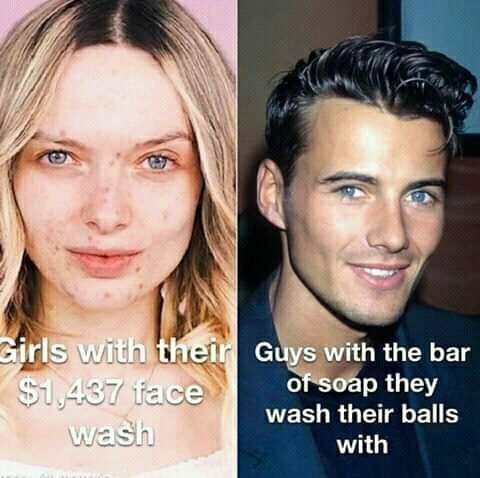 Girls with their
$1,437 face
wash
Guys with the bar
of soap they
wash their balls
with